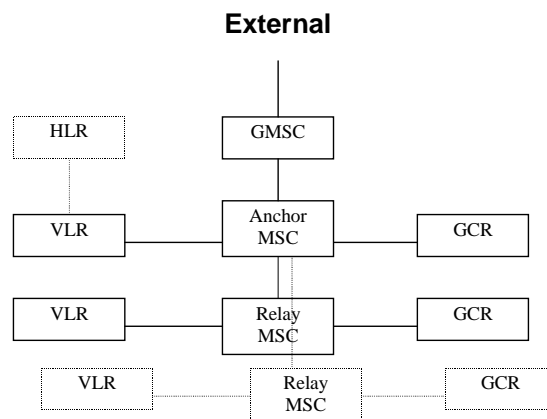 External
HLR
GMSC
VLR
Anchor
MSC
GCR
VLR
Relay
MSC
GCR
VLR
Relay
MSC
GCR